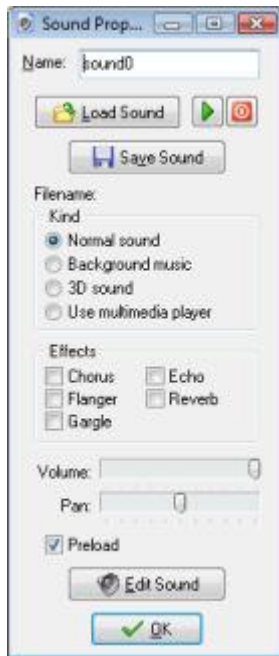 Sound Prop...
Name: sound0
Load Sound
Save Sound
Filename:
Kind
Normal sound
Background music
3D sound
Use multimedia player
Effects
Chorus Echo
Flanger Reverb
Gargle
Volume:
Pan:
Preload
Edit Sound
OK